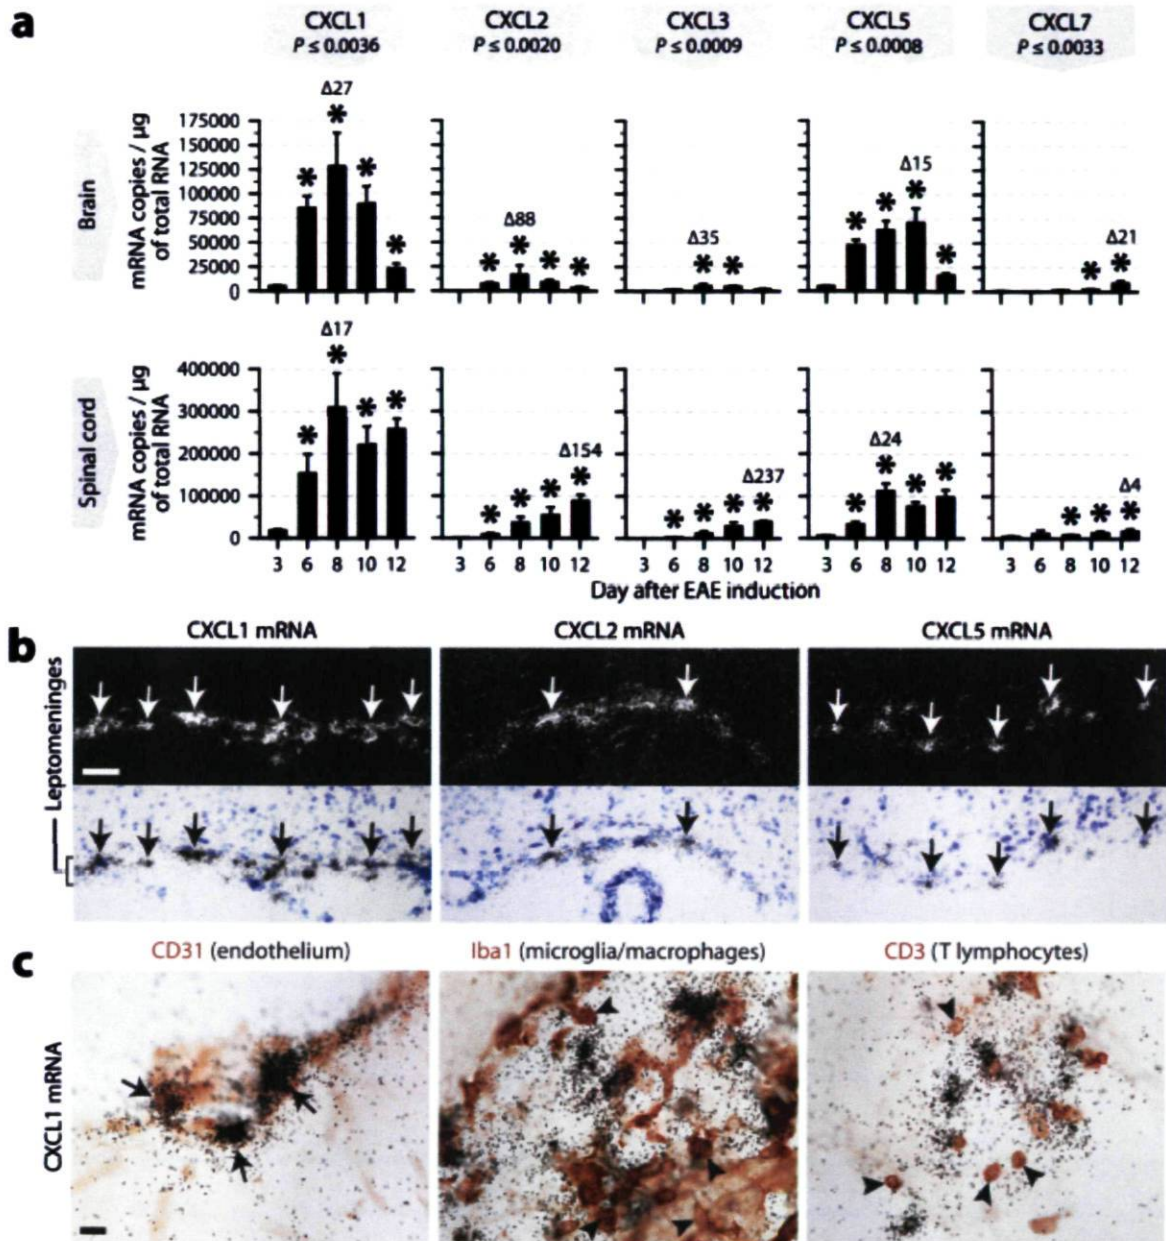 a
CXCL1 CXCL2 CXCL3 CXCL5 CXCL7
P ≤ 0.0036 P ≤ 0.0020 P ≤ 0.0009 P ≤ 0.0008 P ≤ 0.0033
Brain
mRNA copies / μg
of total RNA
175000
150000
125000
100000
75000
50000
25000
0
Δ27 Δ88 Δ35 Δ15 Δ21
* * * *
* * * *
* *
* * * *
* *
Spinal cord
mRNA copies / μg
of total RNA
400000
300000
200000
100000
0
Δ17 Δ154 Δ237 Δ24 Δ4
* * * *
* * * *
* * * *
* * * *
* * *
3 6 8 10 12 3 6 8 10 12 3 6 8 10 12 3 6 8 10 12 3 6 8 10 12
Day after EAE induction
b
CXCL1 mRNA CXCL2 mRNA CXCL5 mRNA
Leptomeninges
c
CD31 (endothelium) Iba1 (microglia/macrophages) CD3 (T lymphocytes)
CXCL1 mRNA